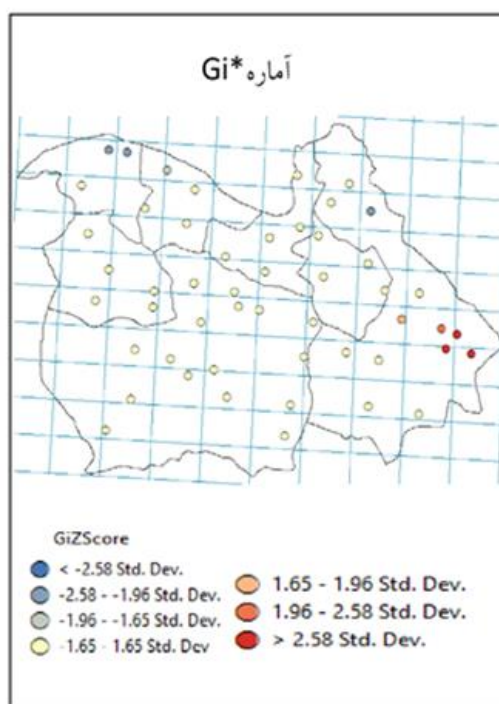 آماره Gi*
GiZScore
< -2.58 Std. Dev.
-2.58 - -1.96 Std. Dev.
-1.96 - -1.65 Std. Dev.
-1.65 - 1.65 Std. Dev
1.65 - 1.96 Std. Dev.
1.96 - 2.58 Std. Dev.
> 2.58 Std. Dev.